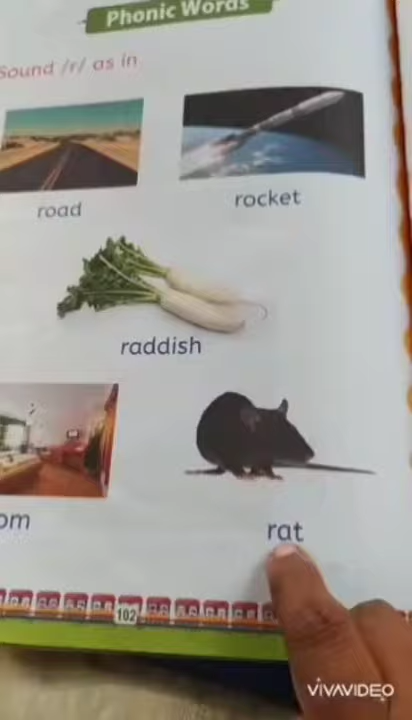 Phonic Words
Sound /r/ as in
road
rocket
raddish
om
rat
102
VIVAVIDEO